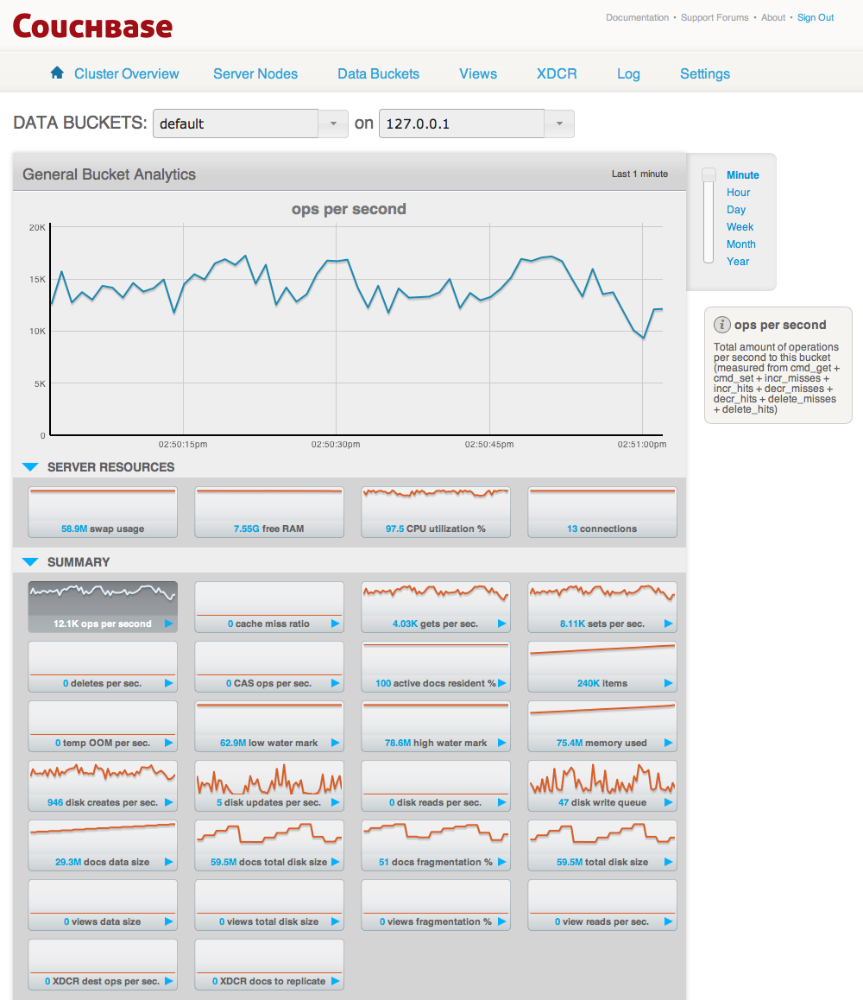 COUCHBASE
Documentation • Support Forums • About • Sign Out
Cluster Overview Server Nodes Data Buckets Views XDCR Log Settings
DATA BUCKETS: default on 127.0.0.1
General Bucket Analytics Last 1 minute
ops per second
20K
15K
10K
5K
0
02:50:15pm 02:50:30pm 02:50:45pm 02:51:00pm
Minute
Hour
Day
Week
Month
Year
i ops per second
Total amount of operations
per second to this bucket
(measured from cmd_get +
cmd_set + incr_misses +
incr_hits + decr_misses +
decr_hits + delete_misses
+ delete_hits)
SERVER RESOURCES
58.9M swap usage 7.55G free RAM 97.5 CPU utilization % 13 connections
SUMMARY
12.1K ops per second 0 cache miss ratio 4.03K gets per sec. 8.11K sets per sec.
0 deletes per sec. 0 CAS ops per sec. 100 active docs resident % 240K items
0 temp OOM per sec. 62.9M low water mark 78.6M high water mark 75.4M memory used
946 disk creates per sec. 5 disk updates per sec. 0 disk reads per sec. 47 disk write queue
29.3M docs data size 59.5M docs total disk size 51 docs fragmentation % 59.5M total disk size
0 views data size 0 views total disk size 0 views fragmentation % 0 view reads per sec.
0 XDCR dest ops per sec. 0 XDCR docs to replicate